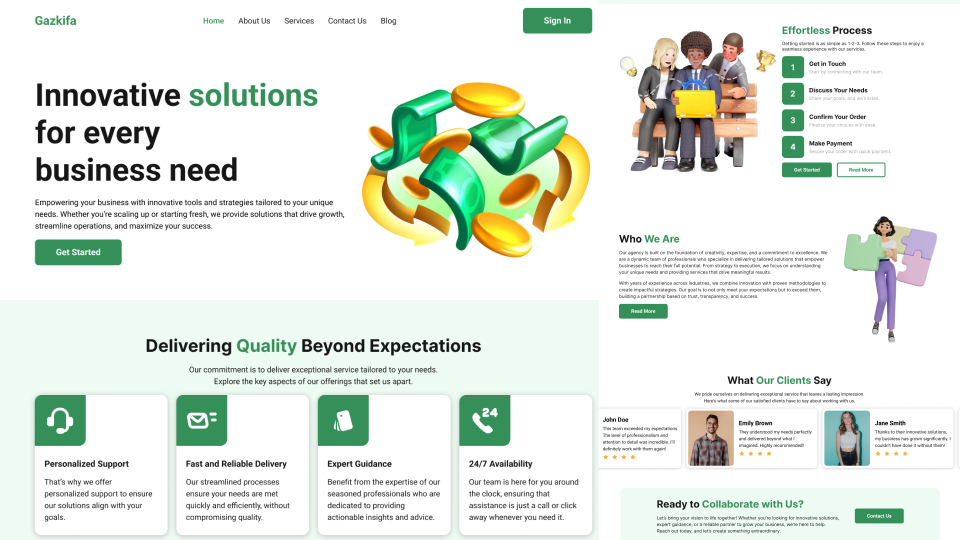 Gazkifa
Home
About Us
Services
Contact Us
Blog
Sign In
Innovative solutions
for every
business need
Empowering your business with innovative tools and strategies tailored to your unique
needs. Whether you're scaling up or starting fresh, we provide solutions that drive growth,
streamline operations, and maximize your success.
Get Started
Delivering Quality Beyond Expectations
Our commitment is to deliver exceptional service tailored to your needs.
Explore the key aspects of our offerings that set us apart.
Personalized Support
That's why we offer
personalized support to ensure
our solutions align with your
goals.
Fast and Reliable Delivery
Our streamlined processes
ensure your needs are met
quickly and efficiently, without
compromising quality.
Expert Guidance
Benefit from the expertise of our
seasoned professionals who are
dedicated to providing
actionable insights and advice.
24
24/7 Availability
Our team is here for you around
the clock, ensuring that
assistance is just a call or click
away whenever you need it.
Effortless Process
Getting started is as simple as 1-2-3. Follow these steps to enjoy a
seamless experience with our services.
1
Get in Touch
Start by connecting with our team.
2
Discuss Your Needs
Share your goals, and we'll listen.
3
Confirm Your Order
Finalize your choices with ease.
4
Make Payment
Secure your order with quick payment.
Get Started
Read More
Who We Are
Our agency is built on the foundation of creativity, expertise, and a commitment to excellence. We
are a dynamic team of professionals who specialize in delivering tailored solutions that empower
businesses to reach their full potential. From strategy to execution, we focus on understanding
your unique needs and providing services that drive meaningful results.
With years of experience across industries, we combine innovation with proven methodologies to
create impactful strategies. Our goal is to not only meet your expectations but to exceed them,
building a partnership based on trust, transparency, and success.
Read More
What Our Clients Say
We pride ourselves on delivering exceptional service that leaves a lasting impression.
Here's what some of our satisfied clients have to say about working with us.
John Doe
This team exceeded my expectations.
The level of professionalism and
attention to detail was incredible. I'll
definitely work with them again!
Emily Brown
They understood my needs perfectly
and delivered beyond what I
imagined. Highly recommended!
Jane Smith
Thanks to their innovative solutions,
my business has grown significantly. I
couldn't have done it without them!
Ready to Collaborate with Us?
Let's bring your vision to life together! Whether you're looking for innovative solutions,
expert guidance, or a reliable partner to grow your business, we're here to help.
Reach out today, and let's create something extraordinary.
Contact Us